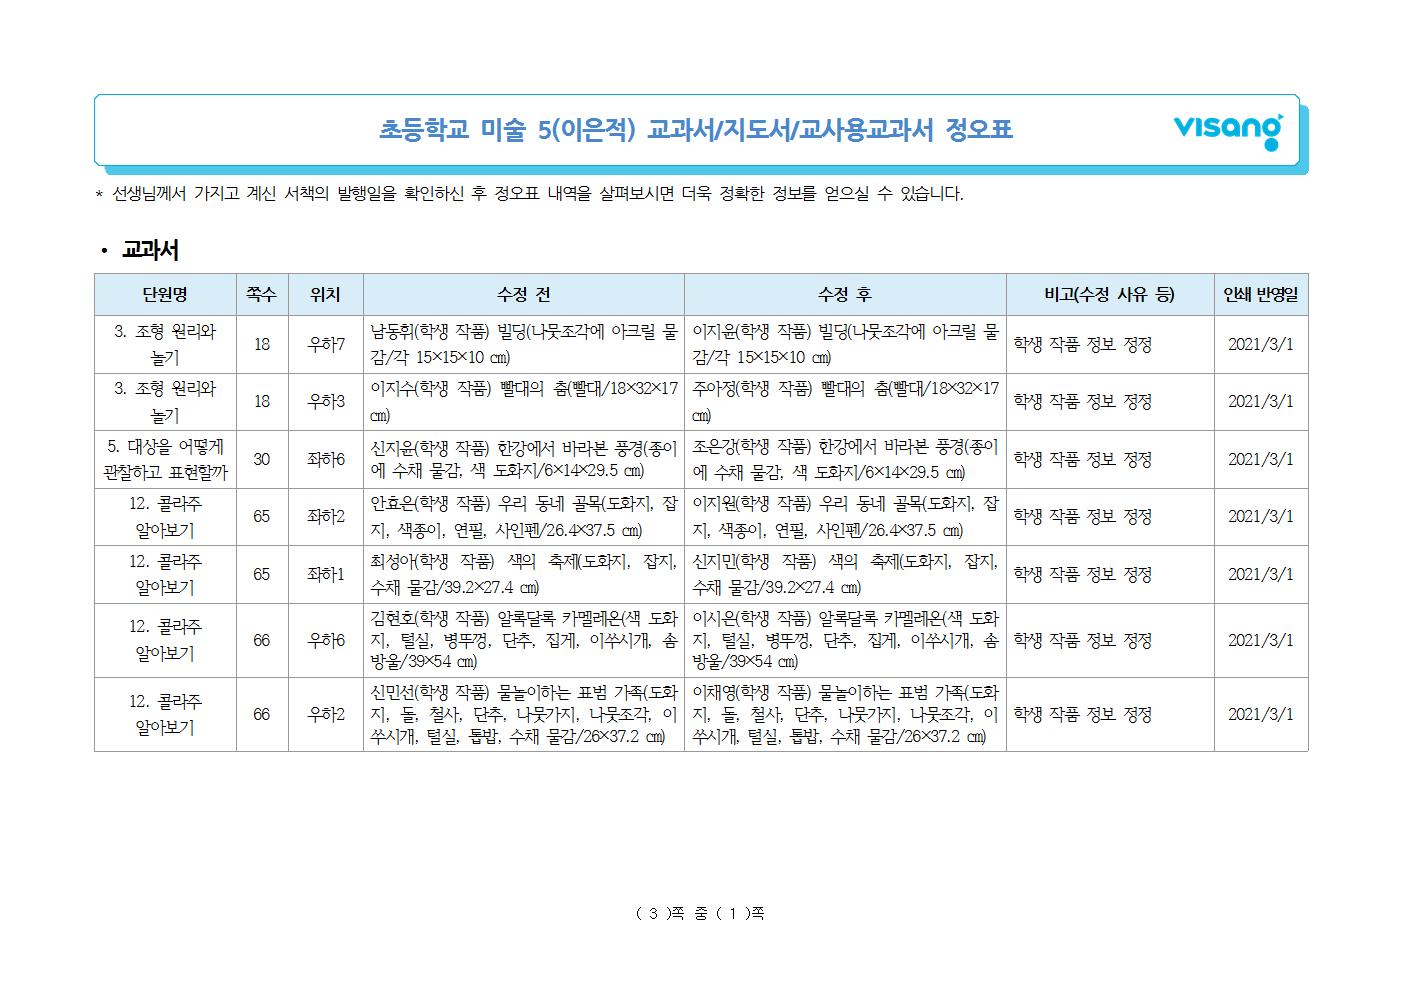 초등학교 미술 5(이은적) 교과서/지도서/교사용교과서 정오표
visang
* 선생님께서 가지고 계신 서책의 발행일을 확인하신 후 정오표 내역을 살펴보시면 더욱 정확한 정보를 얻으실 수 있습니다.
• 교과서
단원명 쪽수 위치 수정 전 수정 후 비고(수정 사유 등) 인쇄 반영일
3. 조형 원리와
놀기
18
우하7
남동휘(학생 작품) 빌딩(나뭇조각에 아크릴 물
감/각 15×15×10 ㎝)
이지윤(학생 작품) 빌딩(나뭇조각에 아크릴 물
감/각 15×15×10 ㎝)
학생 작품 정보 정정
2021/3/1
3. 조형 원리와
놀기
18
우하3
이지수(학생 작품) 빨대의 춤(빨대/18×32×17
㎝)
주아정(학생 작품) 빨대의 춤(빨대/18×32×17
㎝)
학생 작품 정보 정정
2021/3/1
5. 대상을 어떻게
관찰하고 표현할까
30
좌하6
신지윤(학생 작품) 한강에서 바라본 풍경(종이
에 수채 물감, 색 도화지/6×14×29.5 ㎝)
조은강(학생 작품) 한강에서 바라본 풍경(종이
에 수채 물감, 색 도화지/6×14×29.5 ㎝)
학생 작품 정보 정정
2021/3/1
12. 콜라주
알아보기
65
좌하2
안효은(학생 작품) 우리 동네 골목(도화지, 잡
지, 색종이, 연필, 사인펜/26.4×37.5 ㎝)
이지원(학생 작품) 우리 동네 골목(도화지, 잡
지, 색종이, 연필, 사인펜/26.4×37.5 ㎝)
학생 작품 정보 정정
2021/3/1
12. 콜라주
알아보기
65
좌하1
최성아(학생 작품) 색의 축제(도화지, 잡지,
수채 물감/39.2×27.4 ㎝)
신지민(학생 작품) 색의 축제(도화지, 잡지,
수채 물감/39.2×27.4 ㎝)
학생 작품 정보 정정
2021/3/1
12. 콜라주
알아보기
66
우하6
김현호(학생 작품) 알록달록 카멜레온(색 도화
지, 털실, 병뚜껑, 단추, 집게, 이쑤시개, 솜
방울/39×54 ㎝)
이시은(학생 작품) 알록달록 카멜레온(색 도화
지, 털실, 병뚜껑, 단추, 집게, 이쑤시개, 솜
방울/39×54 ㎝)
학생 작품 정보 정정
2021/3/1
12. 콜라주
알아보기
66
우하2
신민선(학생 작품) 물놀이하는 표범 가족(도화
지, 돌, 철사, 단추, 나뭇가지, 나뭇조각, 이
쑤시개, 털실, 톱밥, 수채 물감/26×37.2 ㎝)
이채영(학생 작품) 물놀이하는 표범 가족(도화
지, 돌, 철사, 단추, 나뭇가지, 나뭇조각, 이
쑤시개, 털실, 톱밥, 수채 물감/26×37.2 ㎝)
학생 작품 정보 정정
2021/3/1
( 3 )쪽 중 ( 1 )쪽